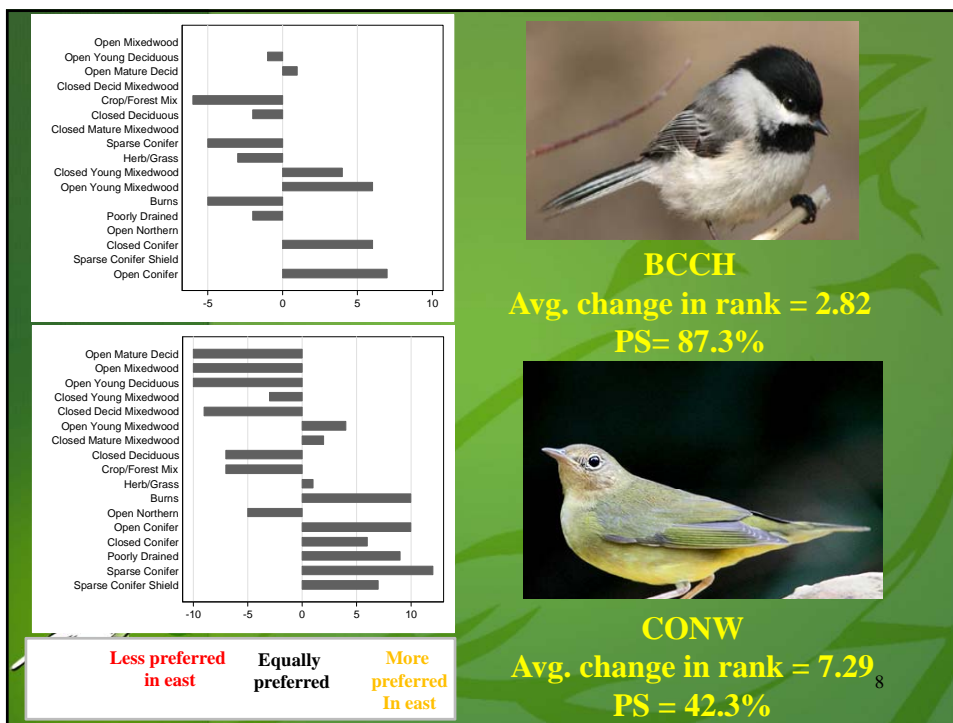 Open Mixedwood
Open Young Deciduous
Open Mature Decid
Closed Decid Mixedwood
Crop/Forest Mix
Closed Deciduous
Closed Mature Mixedwood
Sparse Conifer
Herb/Grass
Closed Young Mixedwood
Open Young Mixedwood
Burns
Poorly Drained
Open Northern
Closed Conifer
Sparse Conifer Shield
Open Conifer
-5 0 5 10
BCCH
Avg. change in rank = 2.82
PS= 87.3%
Open Mature Decid
Open Mixedwood
Open Young Deciduous
Closed Young Mixedwood
Closed Decid Mixedwood
Open Young Mixedwood
Closed Mature Mixedwood
Closed Deciduous
Crop/Forest Mix
Herb/Grass
Burns
Open Northern
Open Conifer
Closed Conifer
Poorly Drained
Sparse Conifer
Sparse Conifer Shield
-10 -5 0 5 10
CONW
Avg. change in rank = 7.29
PS = 42.3%
Less preferred
in east
Equally
preferred
More
preferred
In east
8